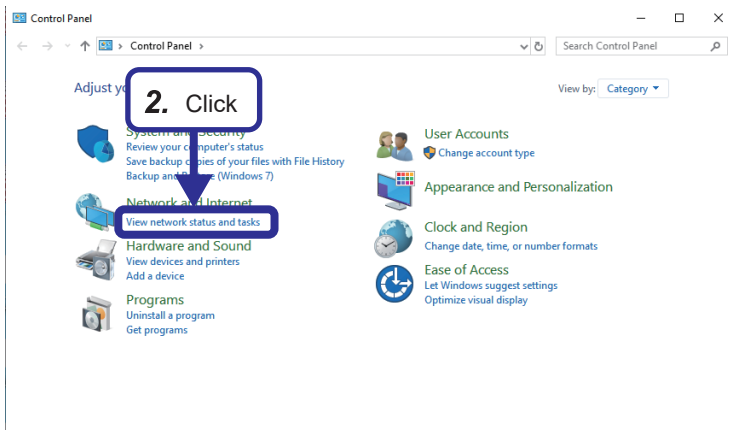 Control Panel
Control Panel
Search Control Panel
Adjust
2. Click
View by: Category
System and Security
Review your computer's status
Save backup copies of your files with File History
Backup and (Windows 7)
Network and Internet
View network status and tasks
Hardware and Sound
View devices and printers
Add a device
Programs
Uninstall a program
Get programs
User Accounts
Change account type
Appearance and Personalization
Clock and Region
Change date, time, or number formats
Ease of Access
Let Windows suggest settings
Optimize visual display